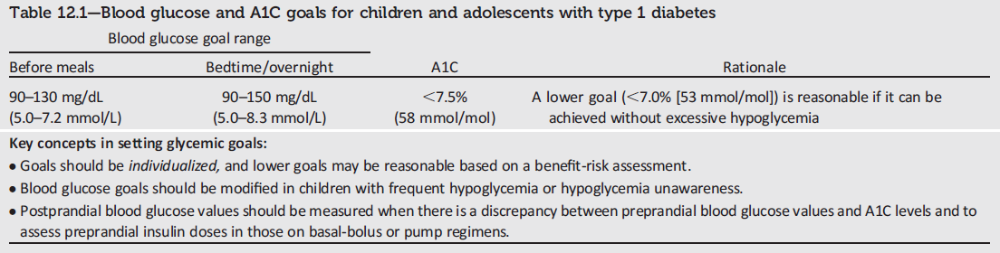 Table 12.1—Blood glucose and A1C goals for children and adolescents with type 1 diabetes
Blood glucose goal range
Before meals Bedtime/overnight A1C Rationale
90–130 mg/dL 90–150 mg/dL <7.5% A lower goal (<7.0% [53 mmol/mol]) is reasonable if it can be
(5.0–7.2 mmol/L) (5.0–8.3 mmol/L) (58 mmol/mol) achieved without excessive hypoglycemia
Key concepts in setting glycemic goals:
• Goals should be individualized, and lower goals may be reasonable based on a benefit-risk assessment.
• Blood glucose goals should be modified in children with frequent hypoglycemia or hypoglycemia unawareness.
• Postprandial blood glucose values should be measured when there is a discrepancy between preprandial blood glucose values and A1C levels and to
assess preprandial insulin doses in those on basal-bolus or pump regimens.